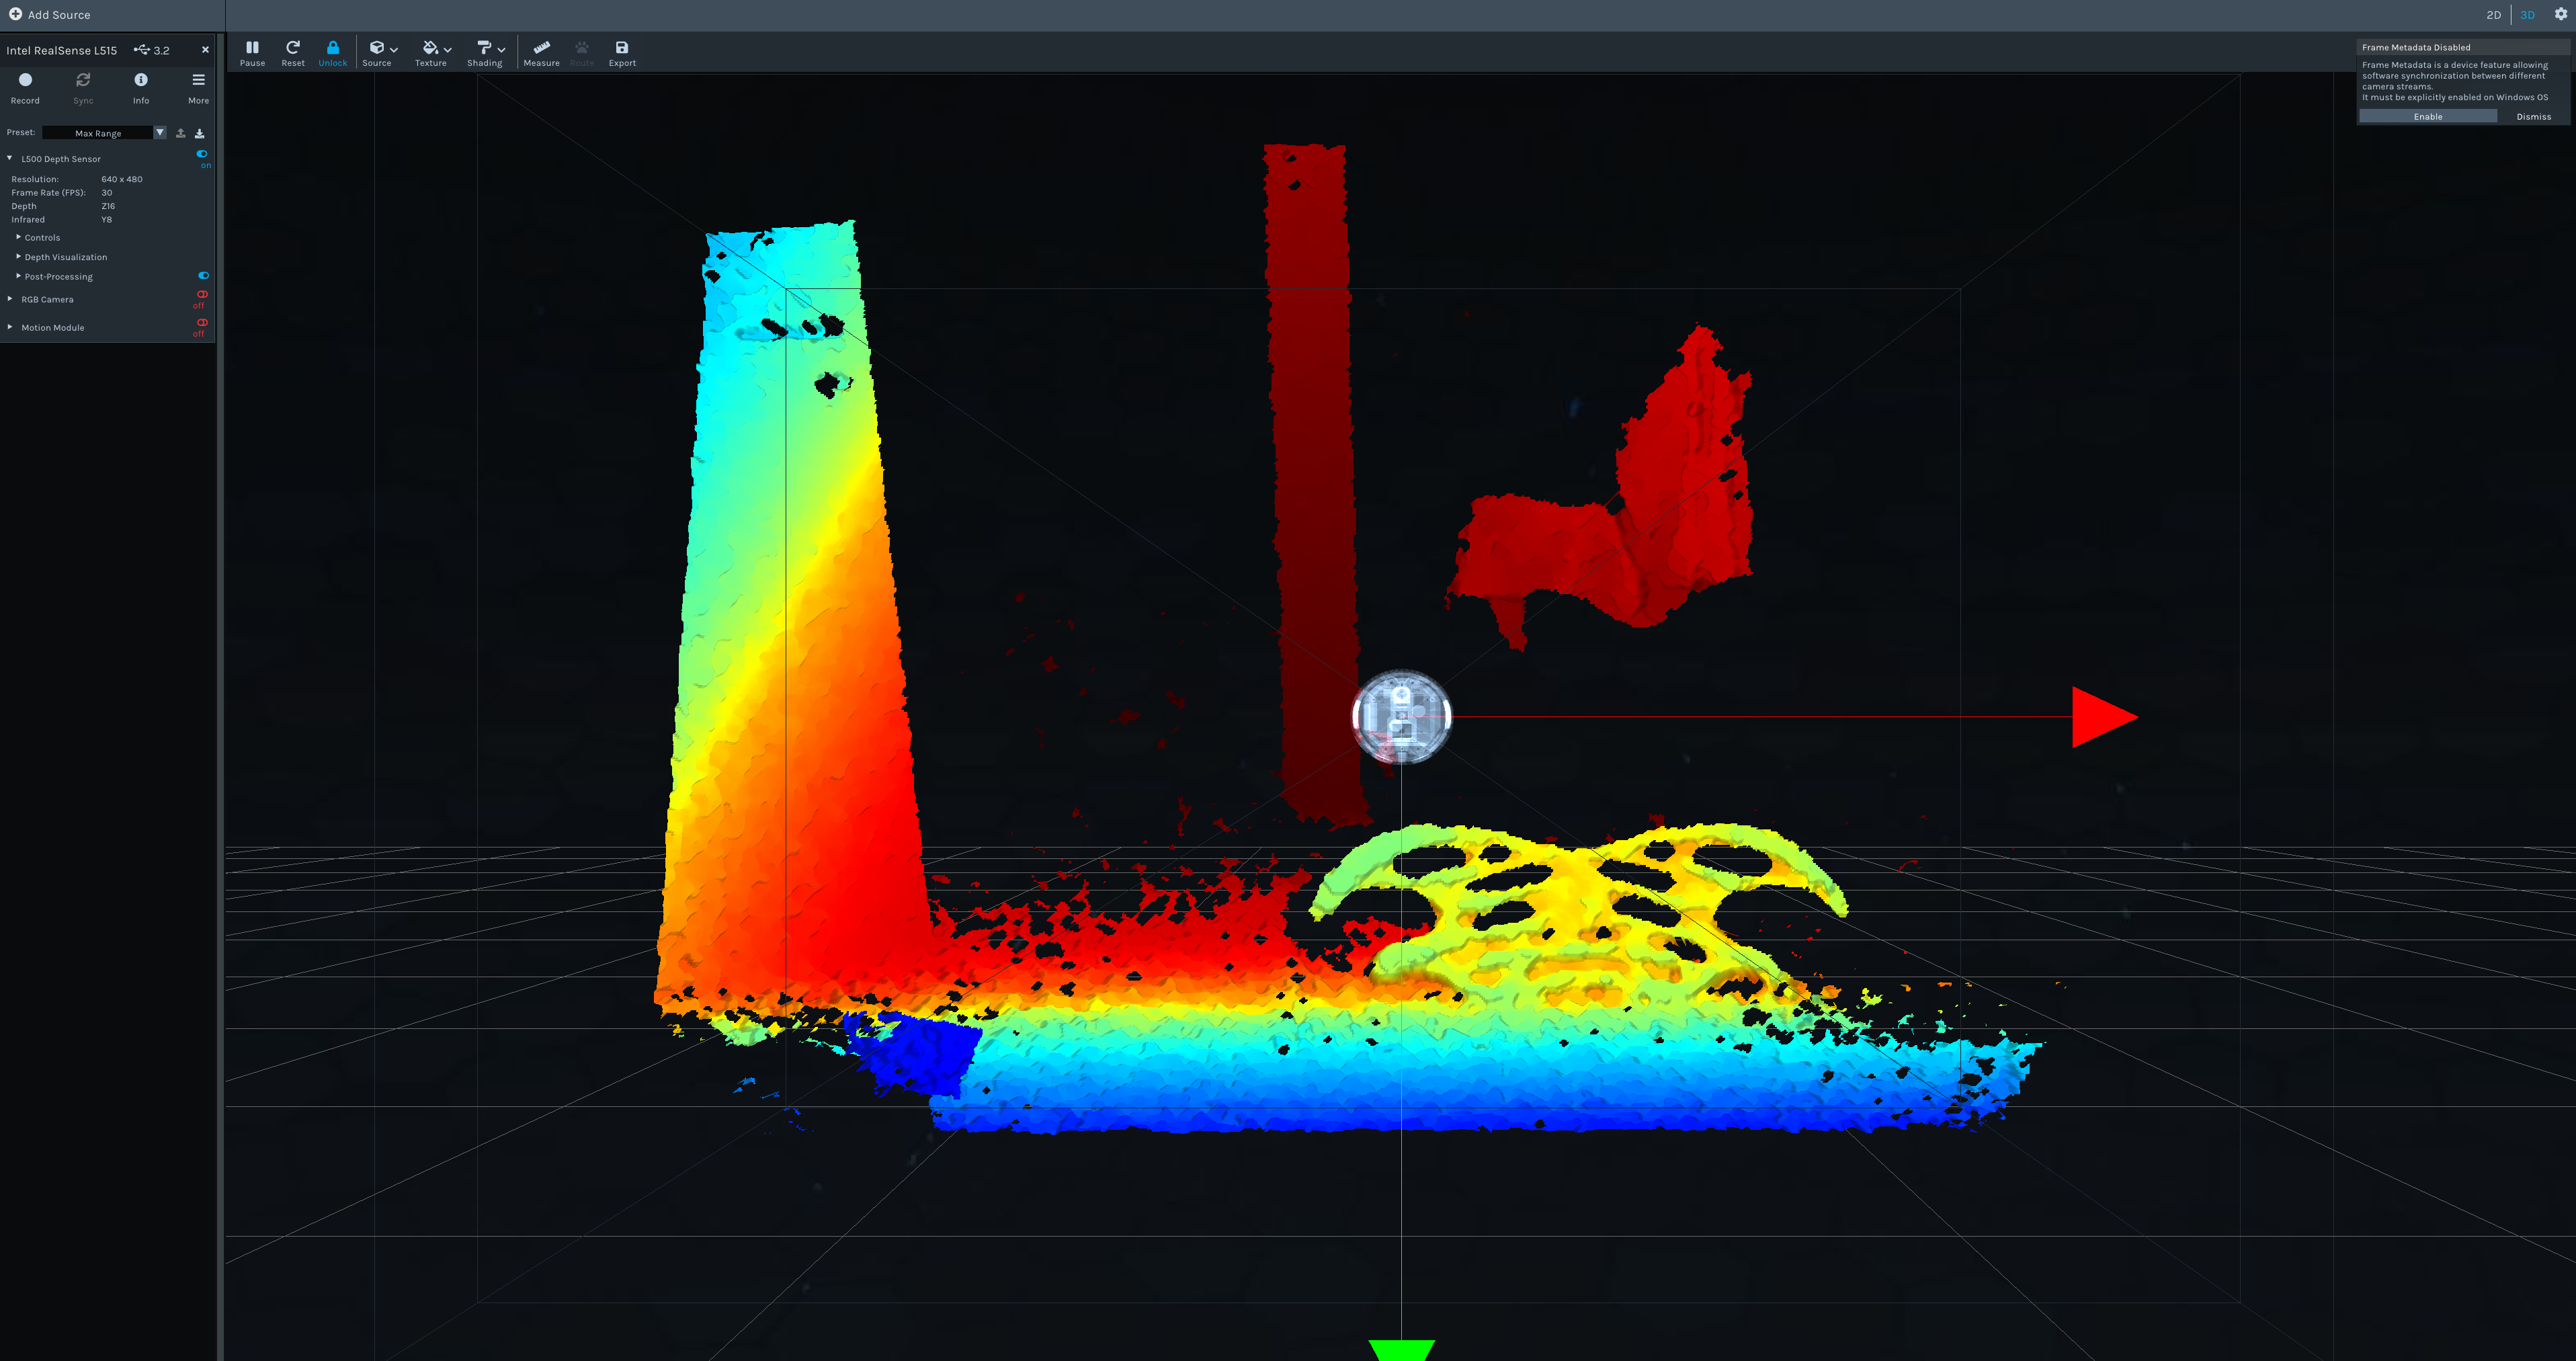 Add Source
2D 3D
Intel RealSense L515 3.2
Record Sync Info More
Preset: Max Range
L500 Depth Sensor
on
Resolution: 640 x 480
Frame Rate (FPS): 30
Depth Z16
Infrared Y8
Controls
Depth Visualization
Post-Processing
RGB Camera
off
Motion Module
off
Pause Reset Unlock Source Texture Shading Measure Route Export
Frame Metadata Disabled
Frame Metadata is a device feature allowing
software synchronization between different
camera streams.
It must be explicitly enabled on Windows OS
Enable Dismiss